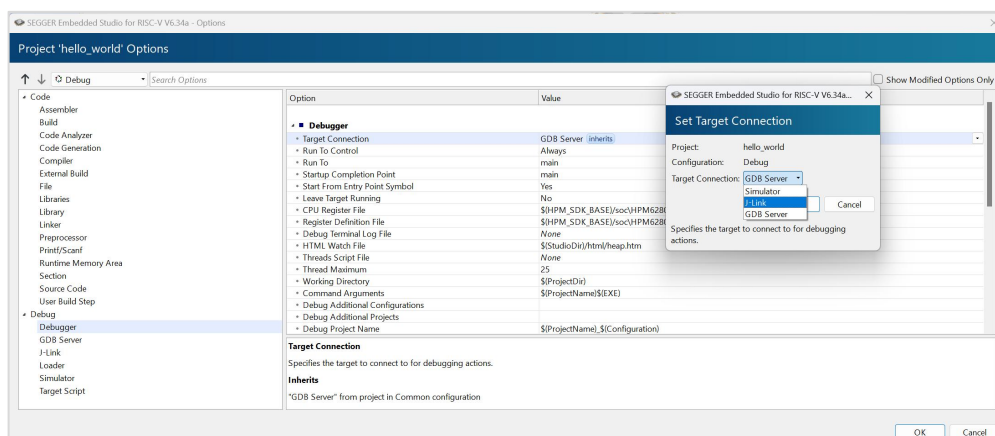 SEGGER Embedded Studio for RISC-V V6.34a - Options
Project 'hello_world' Options
Debug
Search Options
Show Modified Options Only
Code
Assembler
Build
Code Analyzer
Code Generation
Compiler
External Build
File
Libraries
Library
Linker
Preprocessor
Printf/Scanf
Runtime Memory Area
Section
Source Code
User Build Step
Debug
Debugger
GDB Server
J-Link
Loader
Simulator
Target Script
Option Value
Debugger
Target Connection GDB Server inherits
Run To Control Always
Run To main
Startup Completion Point main
Start From Entry Point Symbol Yes
Leave Target Running No
CPU Register File $(HPM_SDK_BASE)/soc\HPM6280
Register Definition File $(HPM_SDK_BASE)/soc\HPM6280
Debug Terminal Log File None
HTML Watch File $(StudioDir)/html/heap.htm
Threads Script File None
Thread Maximum 25
Working Directory $(ProjectDir)
Command Arguments $(ProjectName)$(EXE)
Debug Additional Configurations
Debug Additional Projects
Debug Project Name $(ProjectName)_$(Configuration)
Target Connection
Specifies the target to connect to for debugging actions.
Inherits
"GDB Server" from project in Common configuration
SEGGER Embedded Studio for RISC-V V6.34a...
Set Target Connection
Project: hello_world
Configuration: Debug
Target Connection: GDB Server
Simulator
J-Link
GDB Server
Cancel
Specifies the target to connect to for debugging
actions.
OK Cancel